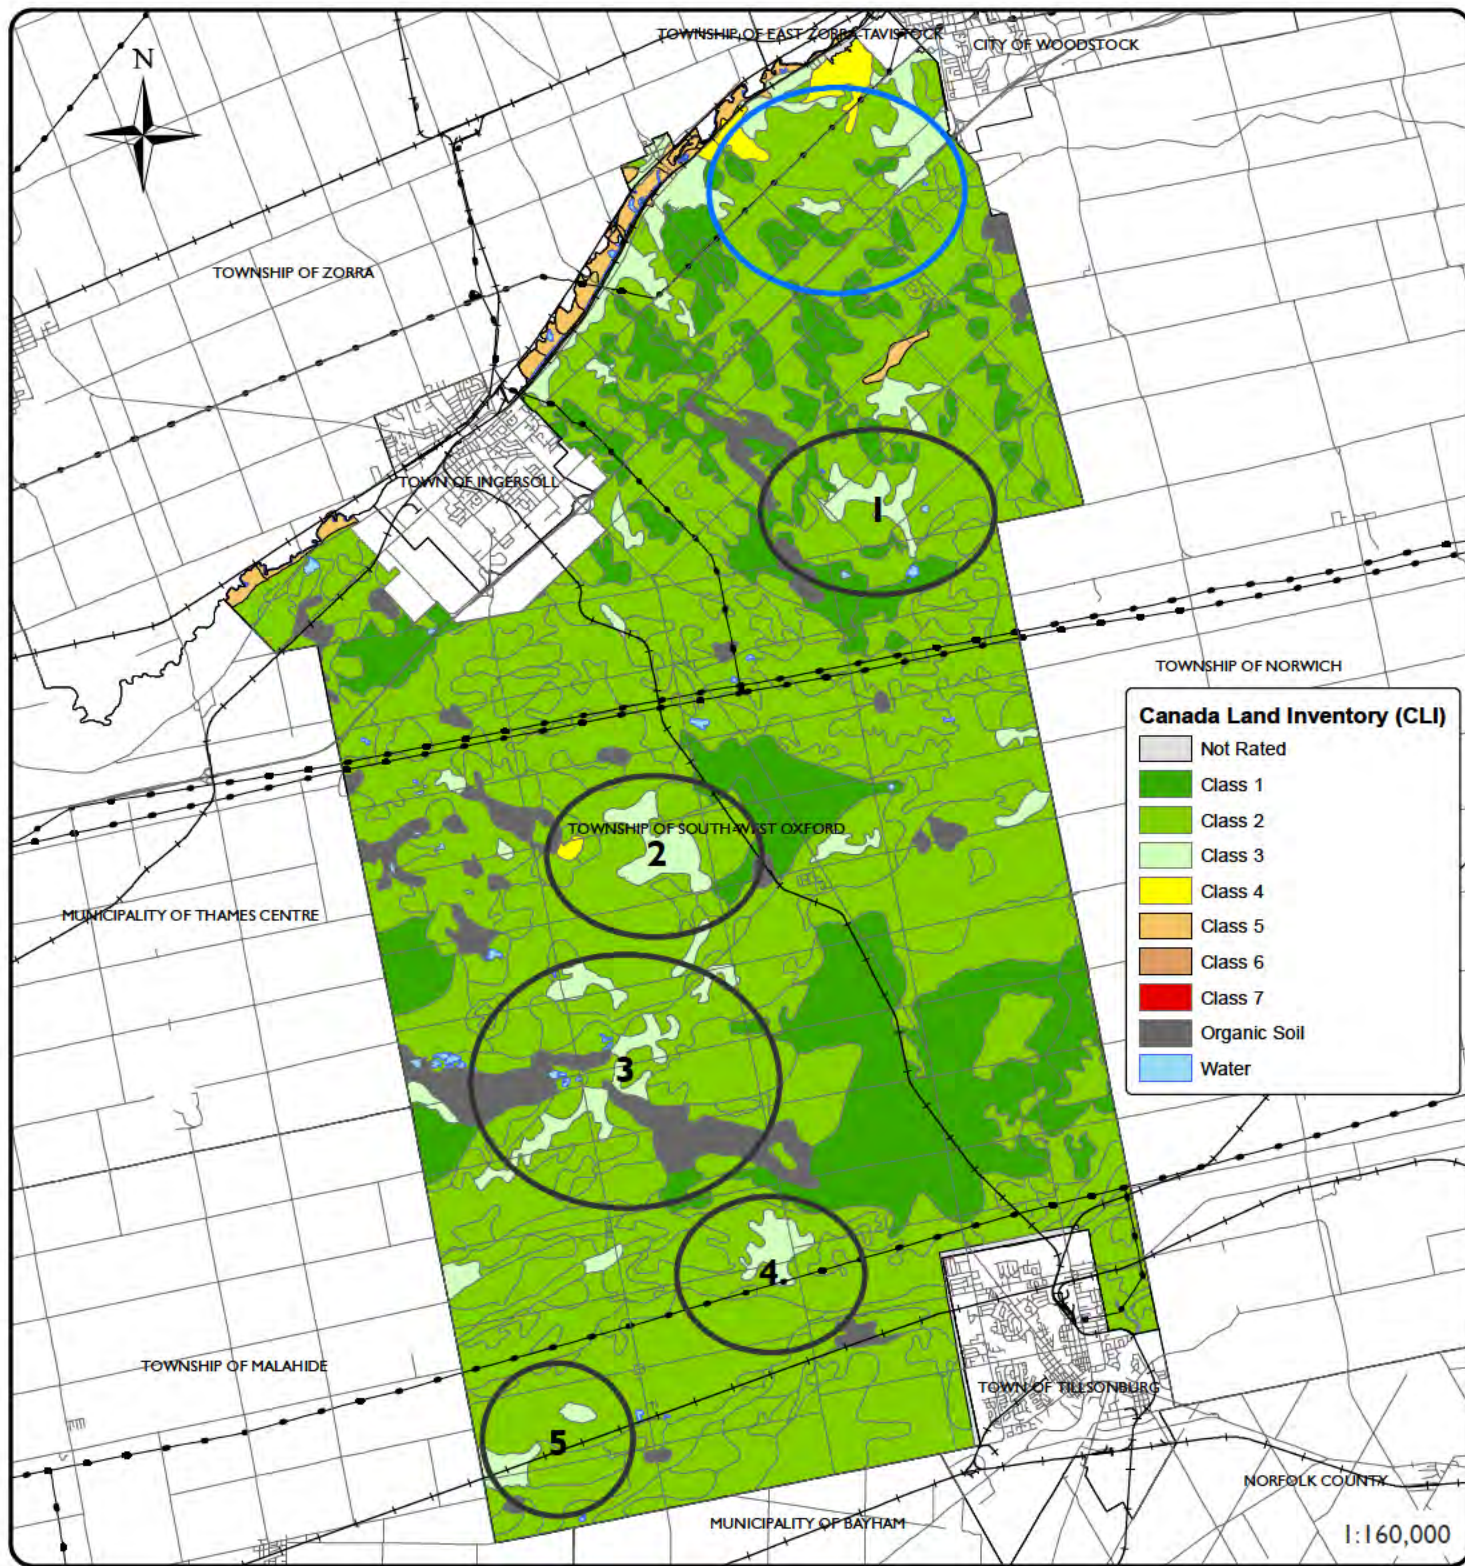 TOWNSHIP OF EAST ZORRA-TAVISTOCK
CITY OF WOODSTOCK
N
TOWNSHIP OF ZORRA
TOWN OF INGERSOLL
1
TOWNSHIP OF NORWICH
Canada Land Inventory (CLI)
Not Rated
Class 1
Class 2
Class 3
Class 4
Class 5
Class 6
Class 7
Organic Soil
Water
TOWNSHIP OF SOUTH-WEST OXFORD
2
MUNICIPALITY OF THAMES CENTRE
3
4
TOWNSHIP OF MALAHIDE
TOWN OF TILLSONBURG
5
NORFOLK COUNTY
MUNICIPALITY OF BAYHAM
1:160,000